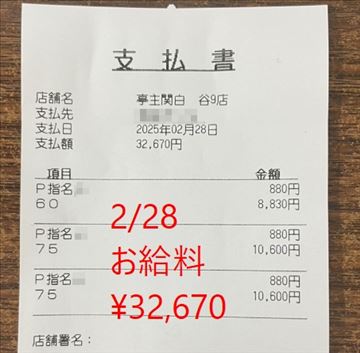 支払書
店舗名 亭主関白 谷9店
支払先
支払日 2025年02月28日
支払額 32,670円
項目 金額
P指名 880円
60 8,830円
P指名 880円
75 10,600円
P指名 880円
75 10,600円
店舗署名：
2/28
お給料
¥32,670